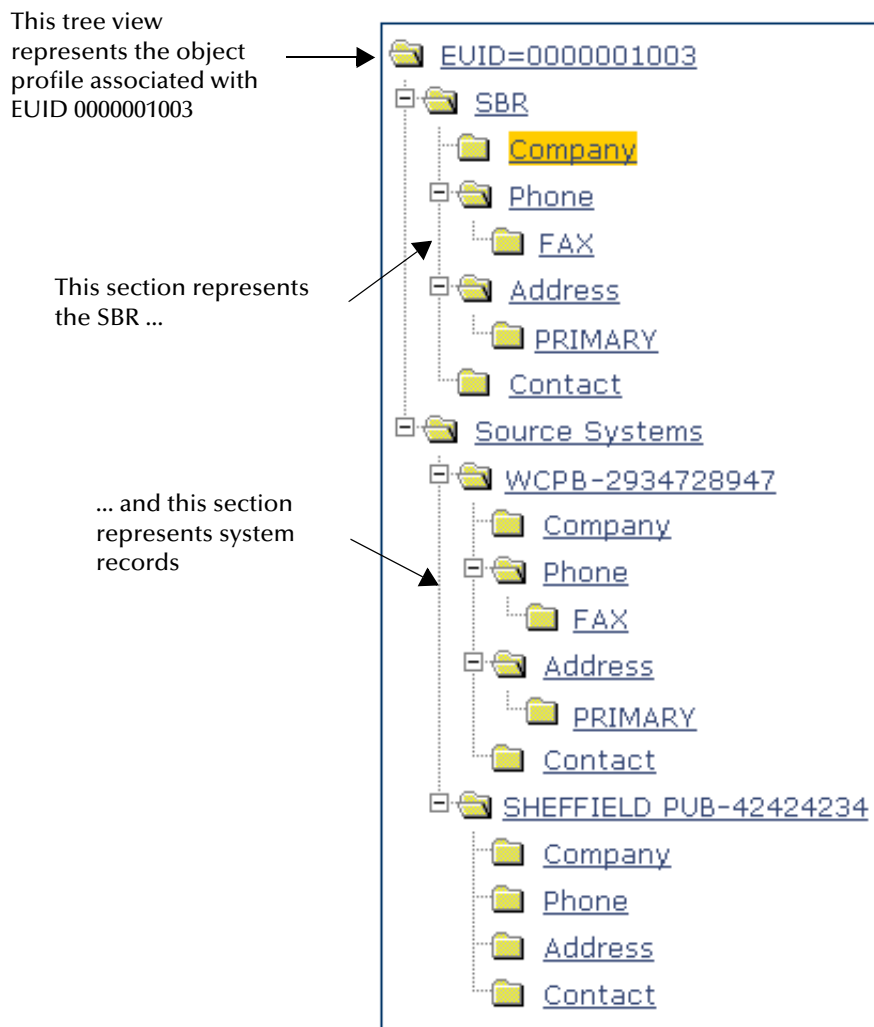 This tree view
represents the object
profile associated with
EUID 0000001003
EUID=0000001003
SBR
Company
Phone
FAX
This section represents
the SBR ...
Address
PRIMARY
Contact
Source Systems
... and this section
represents system
records
WCPB-2934728947
Company
Phone
FAX
Address
PRIMARY
Contact
SHEFFIELD PUB-42424234
Company
Phone
Address
Contact